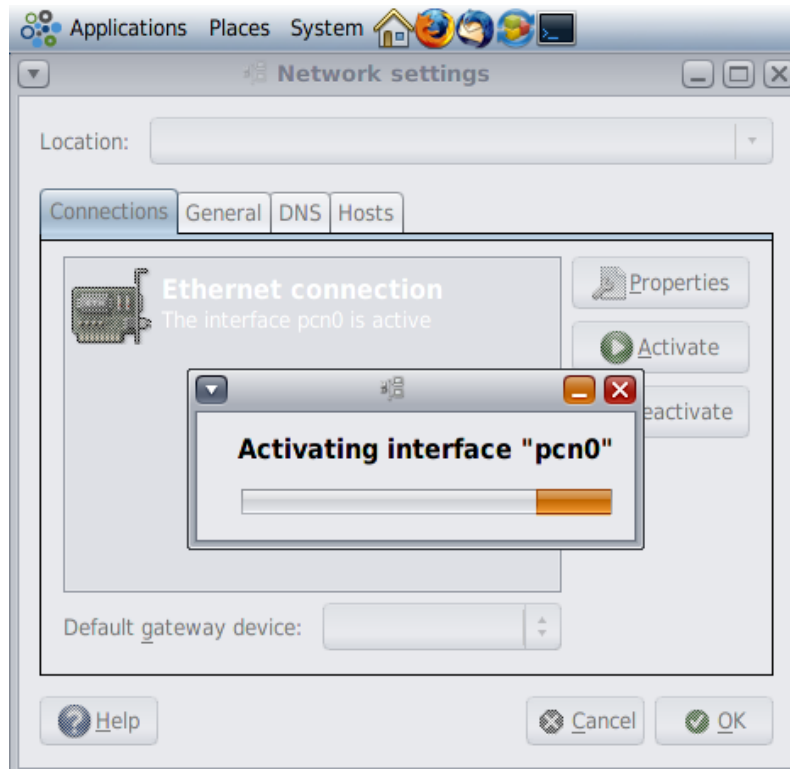 Applications Places System
Network settings
Location:
Connections General DNS Hosts
Ethernet connection
The interface pcn0 is active
Properties
Activate
eactivate
Activating interface "pcn0"
Default gateway device:
Help
Cancel
OK